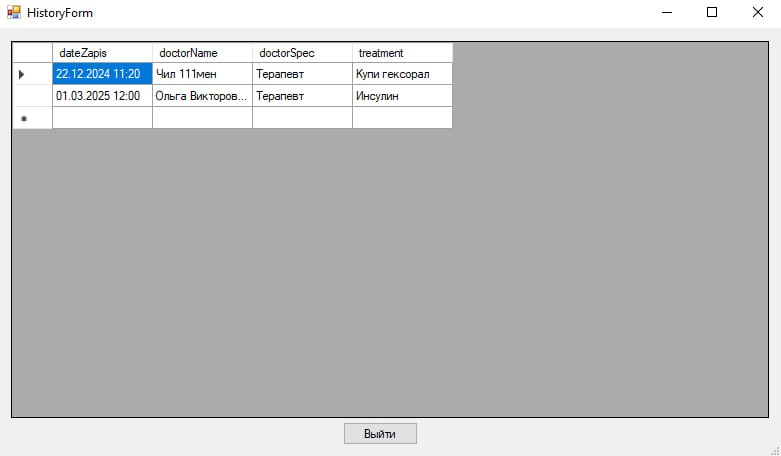 HistoryForm
dateZapis doctorName doctorSpec treatment
22.12.2024 11:20 Чил 111мен Терапевт Купи гексорал
01.03.2025 12:00 Ольга Викторов... Терапевт Инсулин
Выйти